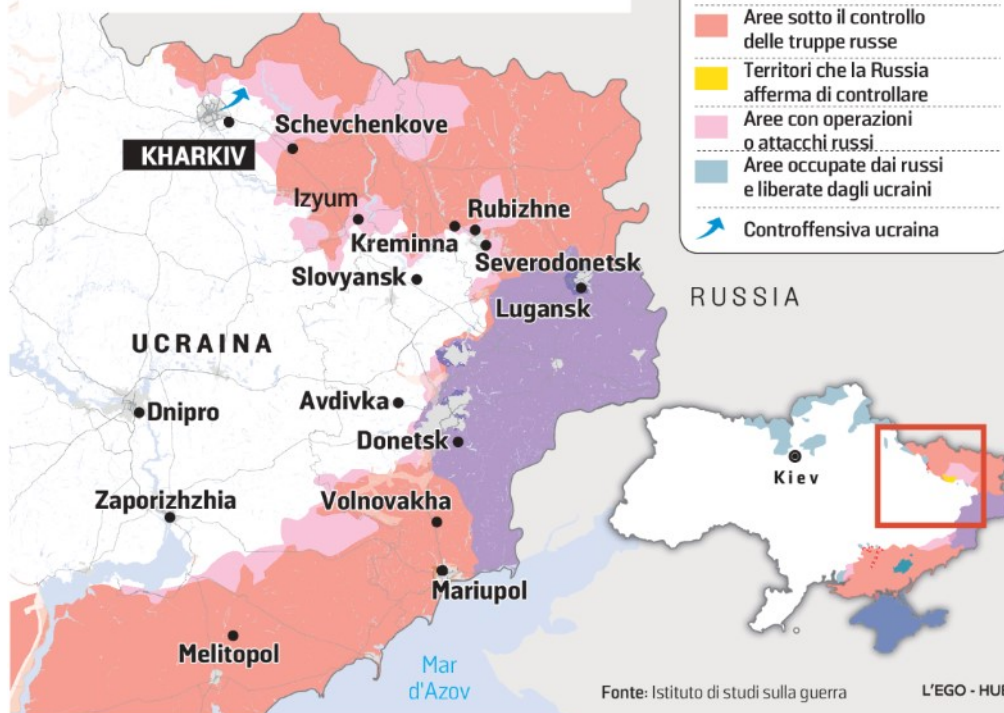 Aree sotto il controllo
delle truppe russe
Territori che la Russia
afferma di controllare
Aree con operazioni
o attacchi russi
Aree occupate dai russi
e liberate dagli ucraini
Controffensiva ucraina
Schevchenkove
KHARKIV
Izyum
Rubizhne
Kreminna
Severodonetsk
Slovyansk
Lugansk
RUSSIA
UCRAINA
Avdivka
Dnipro
Donetsk
Kiev
Zaporizhzhia
Volnovakha
Mariupol
Melitopol
Mar
d'Azov
Fonte: Istituto di studi sulla guerra
L'EGO - HUB